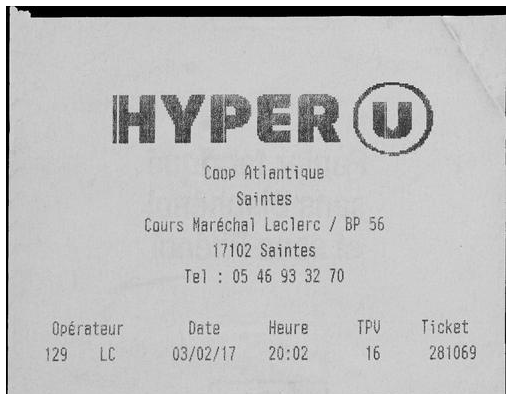 HYPER U
Coop Atlantique
Saintes
Cours Maréchal Leclerc / BP 56
17102 Saintes
Tel : 05 46 93 32 70
Opérateur Date Heure TPV Ticket
129 LC 03/02/17 20:02 16 281069